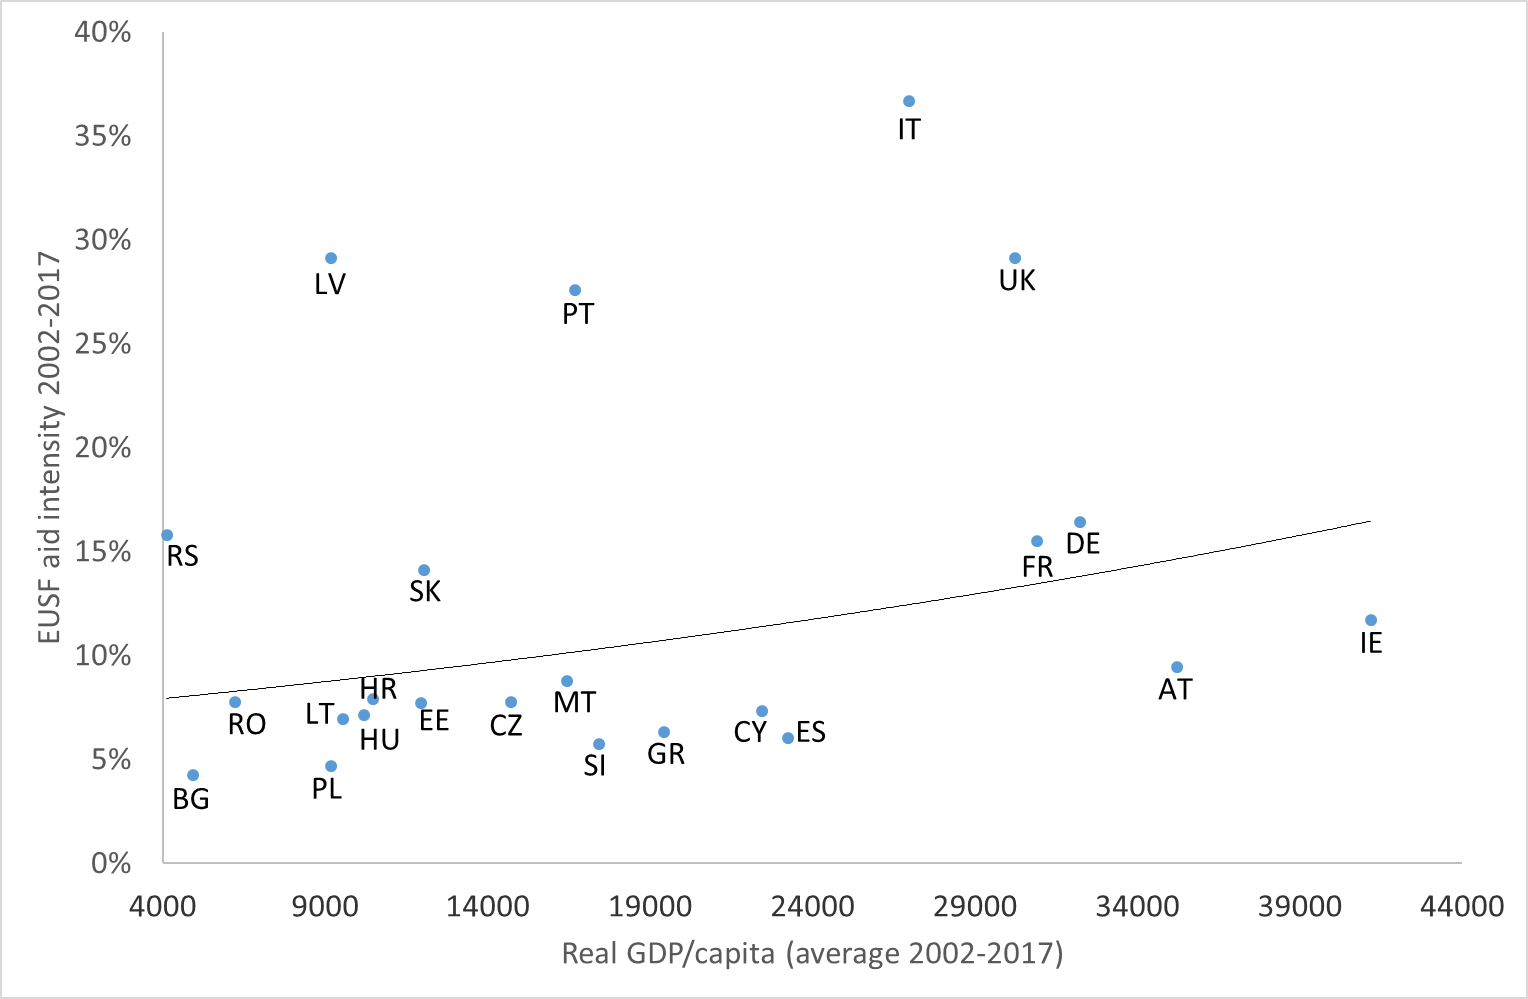 40%
35%
30%
25%
20%
15%
10%
5%
0%
EUSF aid intensity 2002-2017
IT
LV
UK
PT
RS
SK
DE
FR
IE
AT
HR
RO
LT
HU
EE
CZ
MT
SI
GR
CY
ES
BG
PL
4000 9000 14000 19000 24000 29000 34000 39000 44000
Real GDP/capita (average 2002-2017)